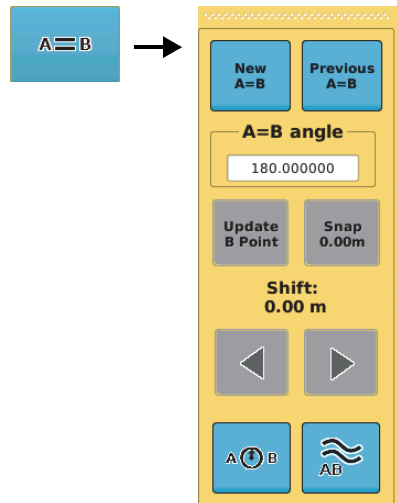 A=B
New
A=B
Previous
A=B
A=B angle
180.000000
Update
B Point
Snap
0.00m
Shift:
0.00 m
A B
AB